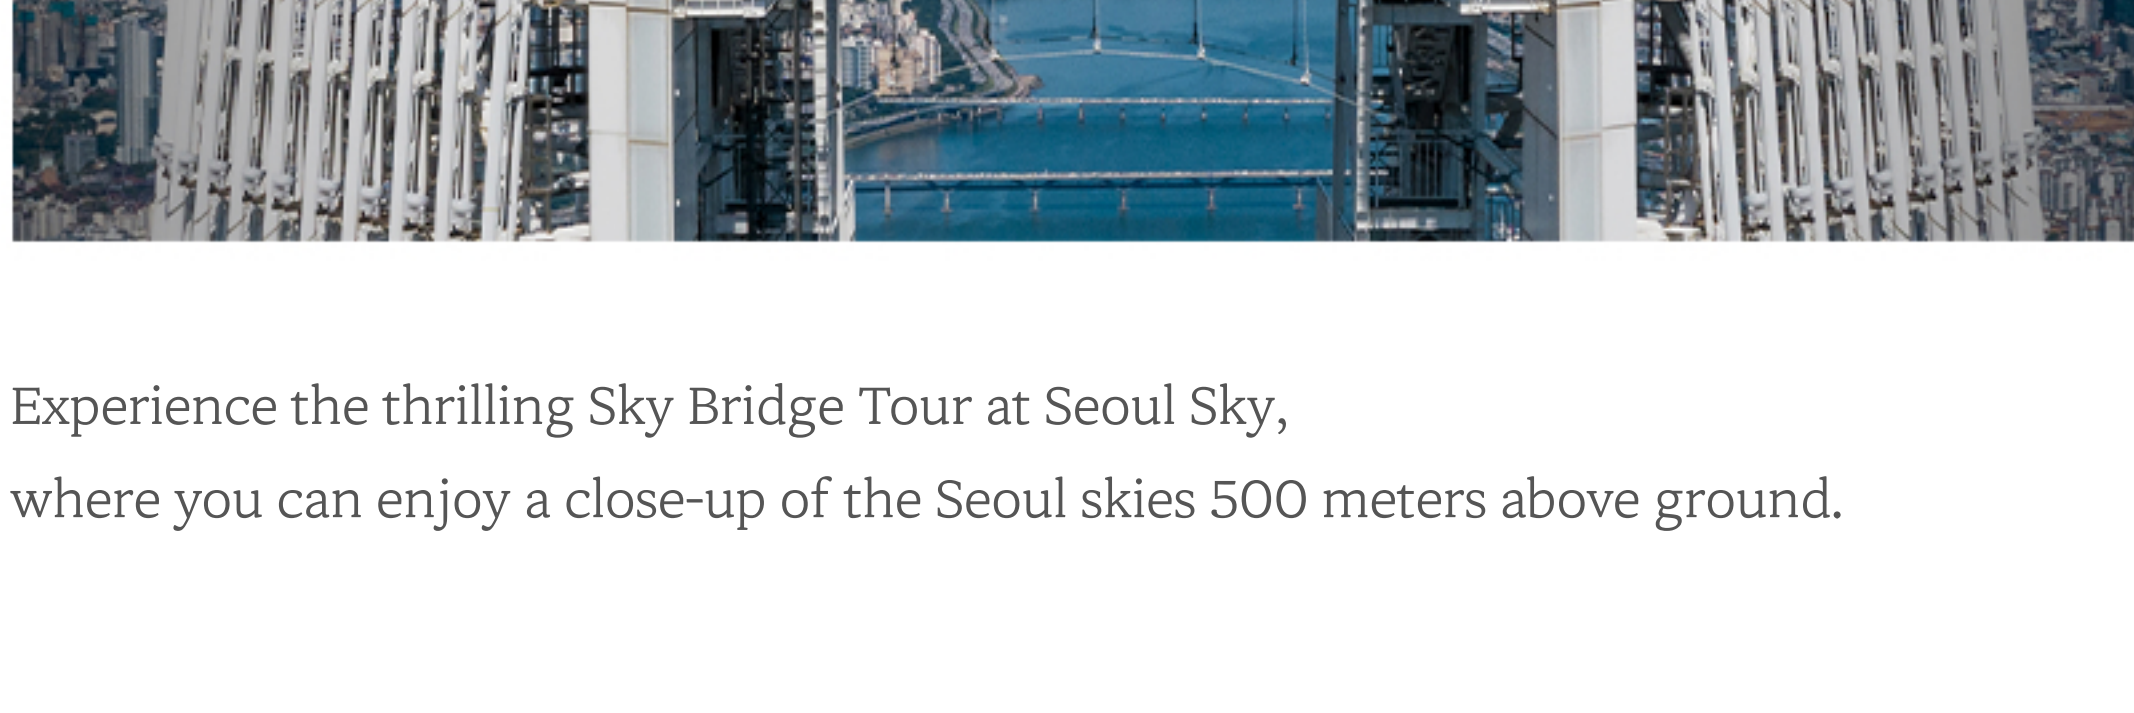 Experience the thrilling Sky Bridge Tour at Seoul Sky,
where you can enjoy a close-up of the Seoul skies 500 meters above ground.